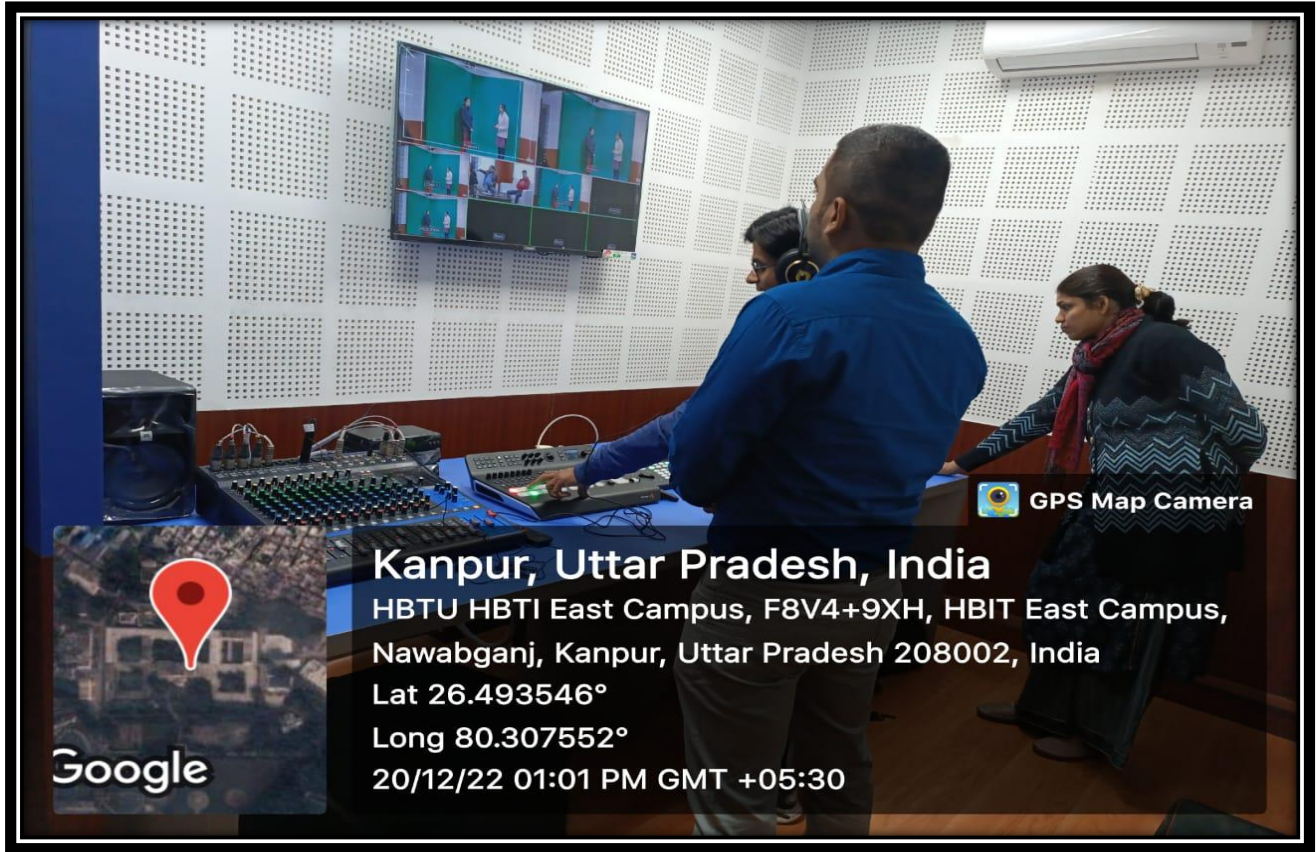 GPS Map Camera
Kanpur, Uttar Pradesh, India
HBTU HBTI East Campus, F8V4+9XH, HBIT East Campus,
Nawabganj, Kanpur, Uttar Pradesh 208002, India
Lat 26.493546°
Long 80.307552°
20/12/22 01:01 PM GMT +05:30
Google